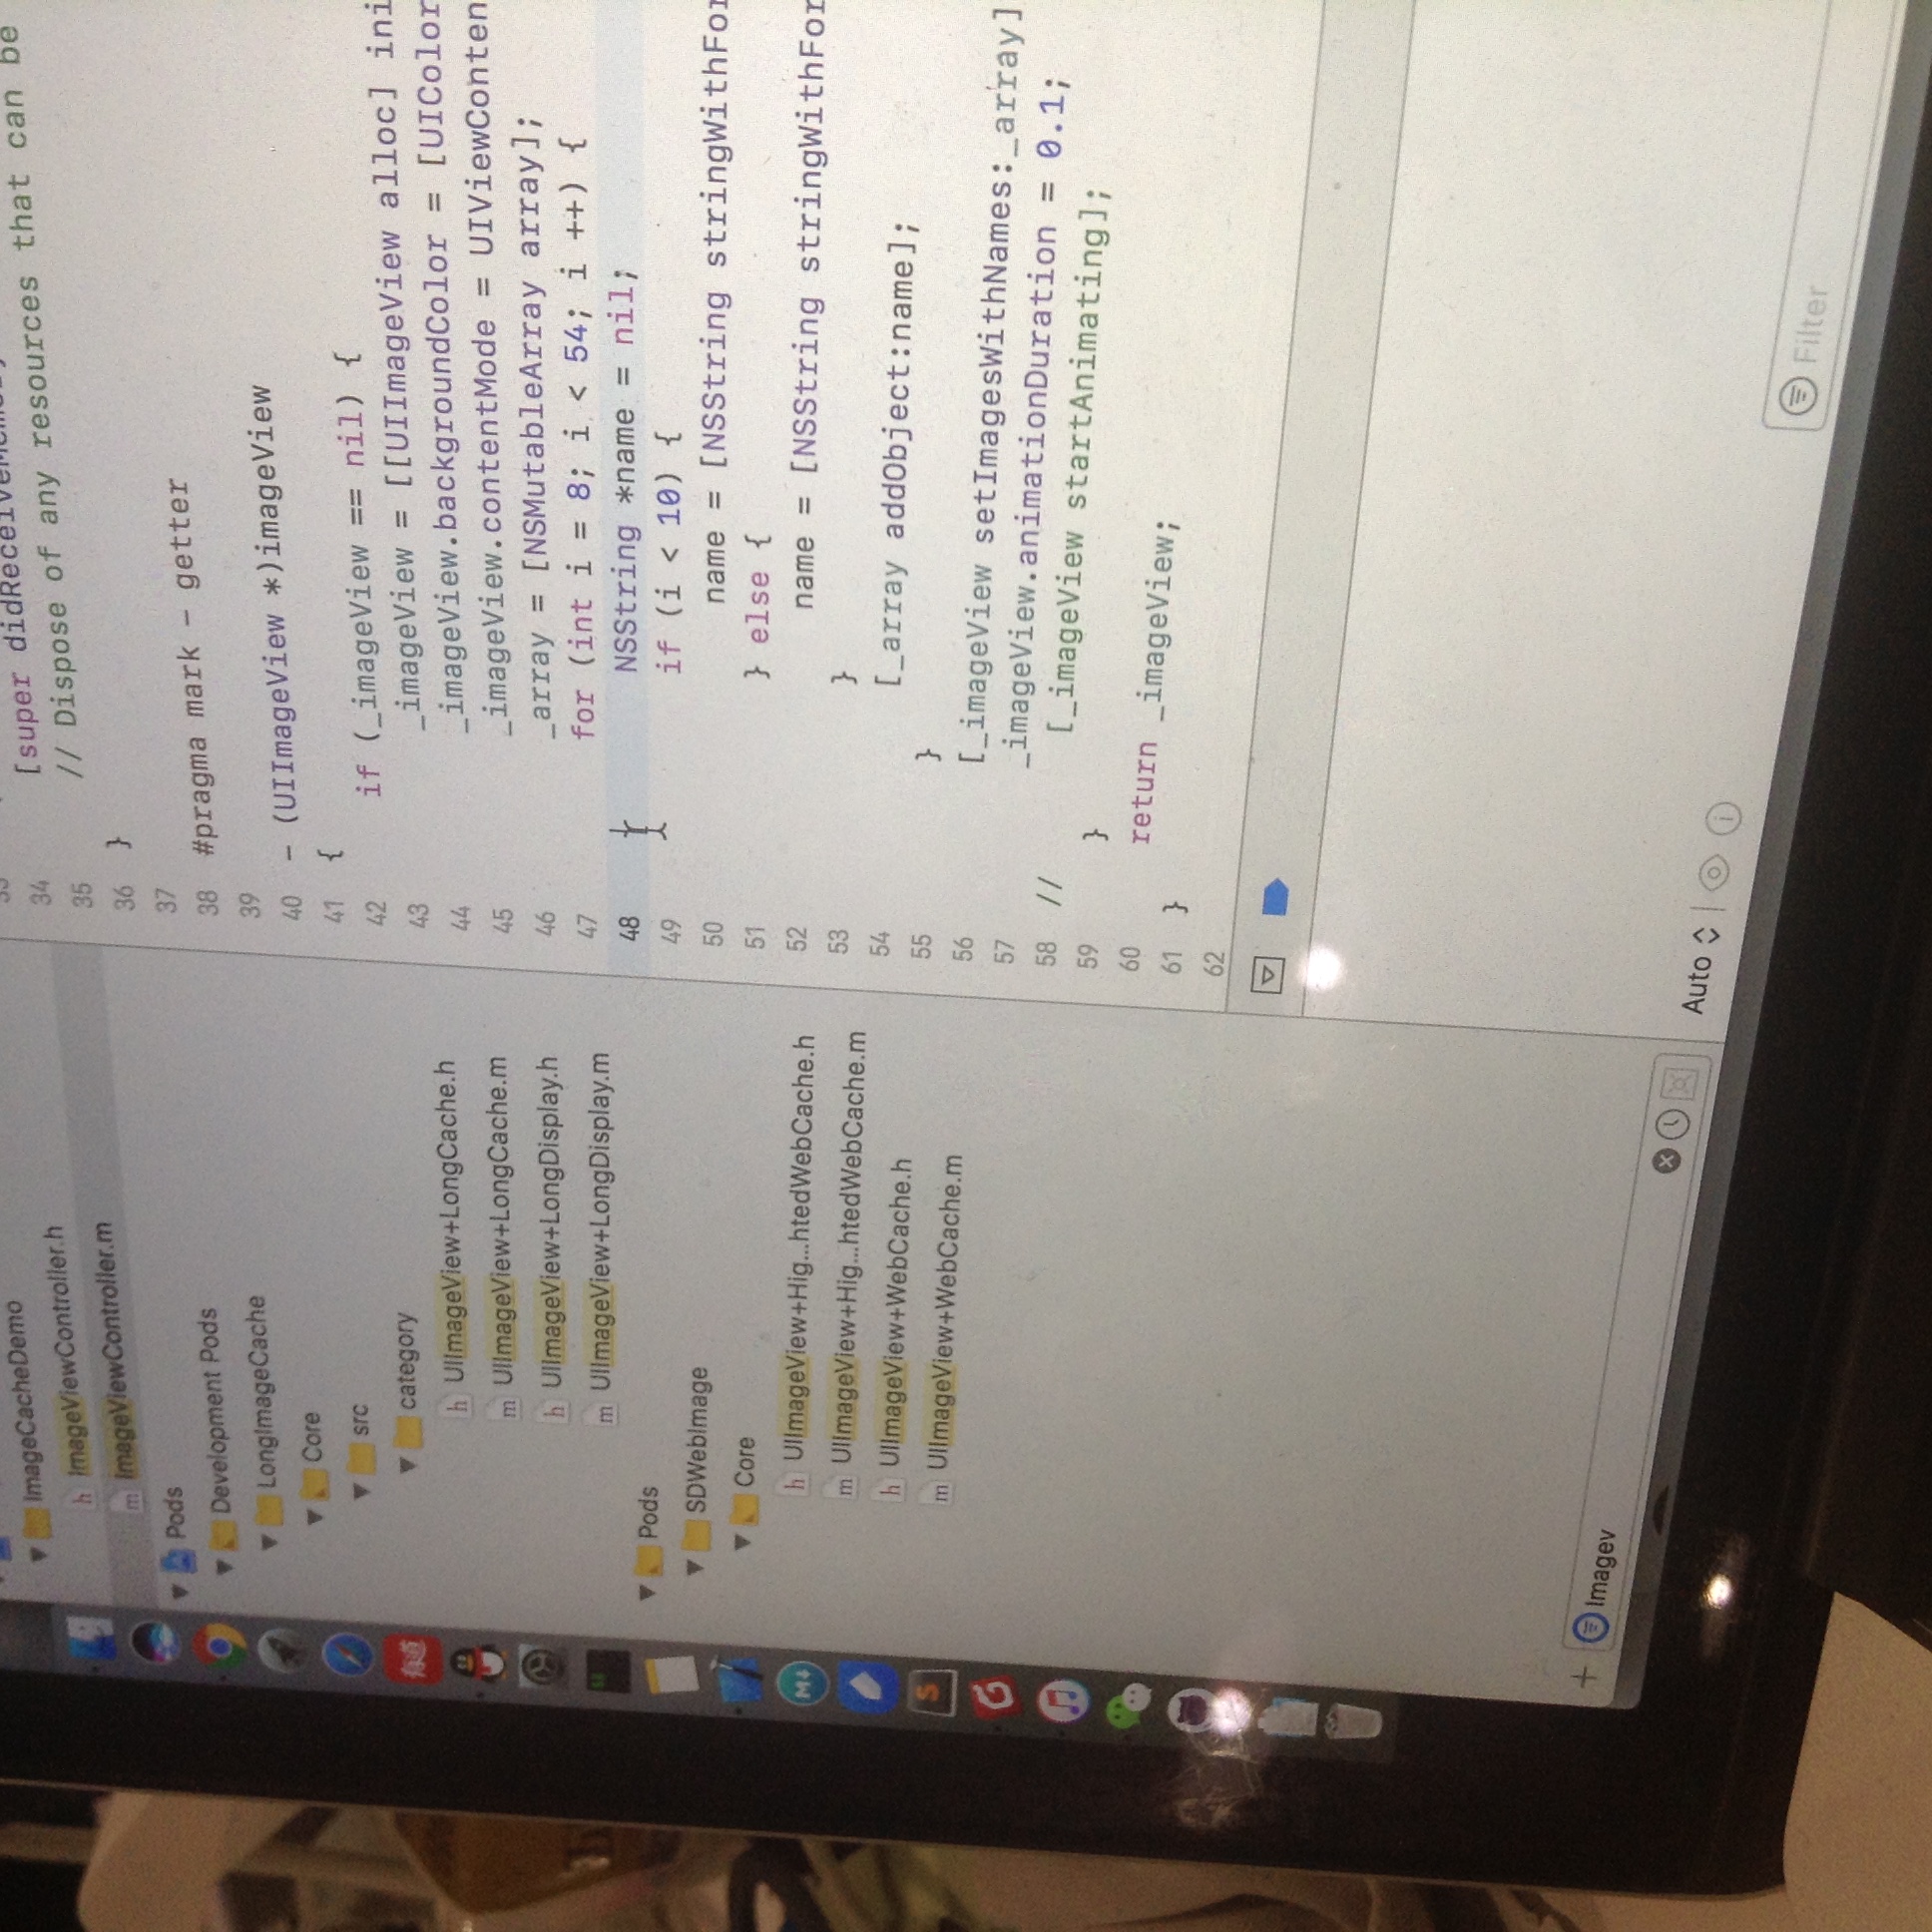 ImageCacheDemo
h ImageViewController.h
m ImageViewController.m
Pods
Development Pods
LongImageCache
Core
src
category
h UIImageView+LongCache.h
m UIImageView+LongCache.m
h UIImageView+LongDisplay.h
m UIImageView+LongDisplay.m
Pods
SDWebImage
Core
h UIImageView+Hig...htedWebCache.h
m UIImageView+Hig...htedWebCache.m
h UIImageView+WebCache.h
m UIImageView+WebCache.m
+ Imagev
有道
M
S
G
33
34 [super
35 // Dispose of any resources that can be
36 }
37
38 #pragma mark - getter
39
40 - (UIImageView *)imageView
41 {
42 if (_imageView == nil) {
43 _imageView = [[UIImageView alloc] ini
44 _imageView.backgroundColor = [UIColor
45 _imageView.contentMode = UIViewConten
46 _array = [NSMutableArray array];
47 for (int i = 8; i < 54; i ++) {
48 NSString *name = nil;
49 if (i < 10) {
50 name = [NSString stringWithFor
51 } else {
52 name = [NSString stringWithFor
53 }
54 [_array addObject:name];
55 }
56 [_imageView setImagesWithNames:_array]
57 _imageView.animationDuration = 0.1;
58 // [_imageView startAnimating];
59 }
60 return _imageView;
61 }
62
Auto
Filter